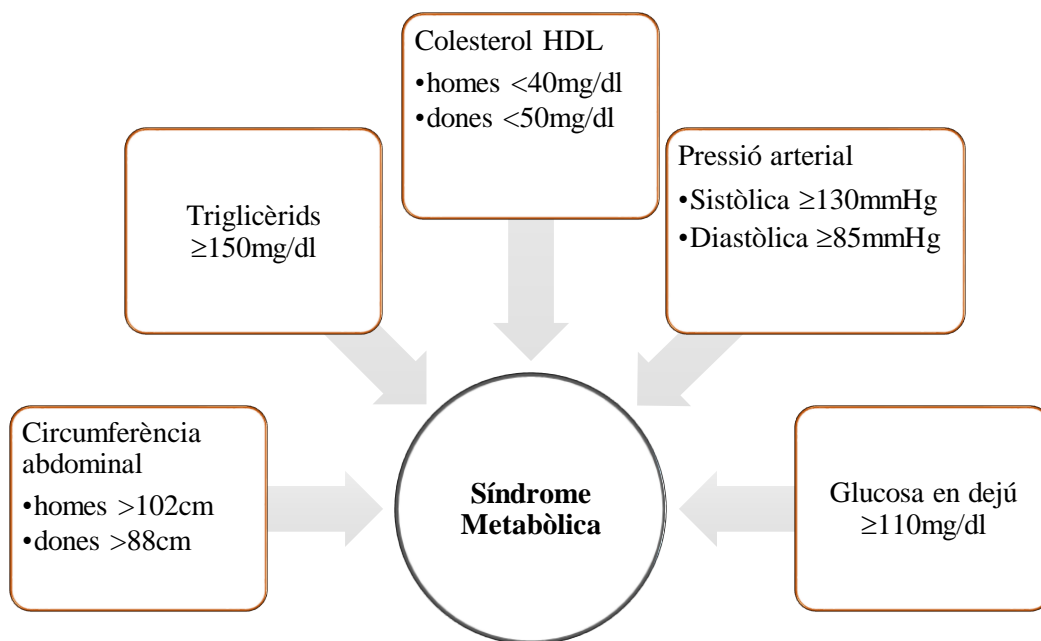 Colesterol HDL
•homes <40mg/dl
•dones <50mg/dl
Triglicèrids
≥150mg/dl
Pressió arterial
•Sistòlica ≥130mmHg
•Diastòlica ≥85mmHg
Circumferència
abdominal
•homes >102cm
•dones >88cm
Síndrome
Metabòlica
Glucosa en dejú
≥110mg/dl